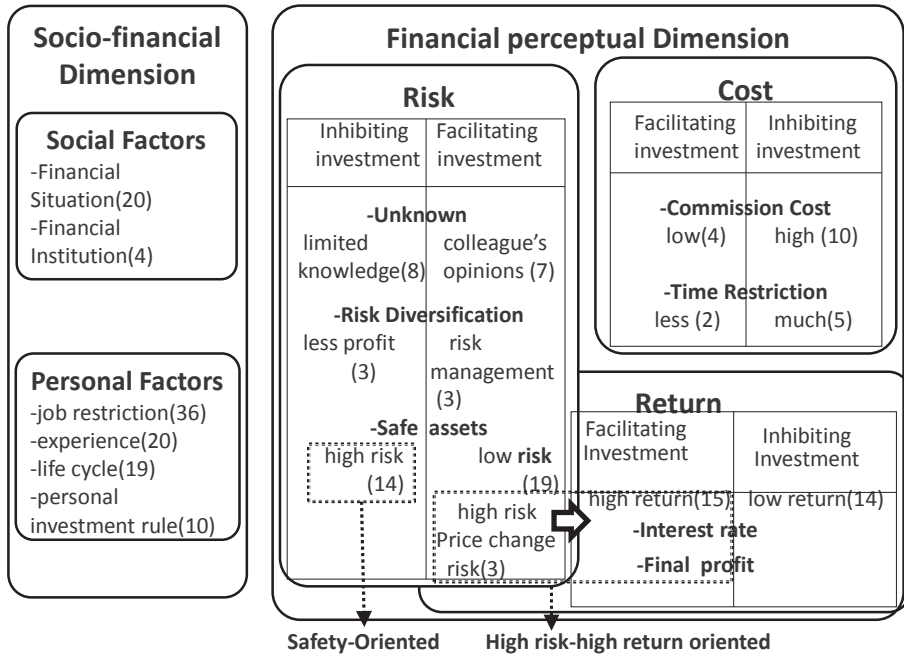 Socio-financial
Dimension
Social Factors
-Financial
Situation(20)
-Financial
Institution(4)
Personal Factors
-job restriction(36)
-experience(20)
-life cycle(19)
-personal
investment rule(10)
Financial perceptual Dimension
Risk
Inhibiting
investment
Facilitating
investment
-Unknown
limited
knowledge(8)
colleague's
opinions (7)
-Risk Diversification
less profit
(3)
risk
management
(3)
-Safe assets
high risk
(14)
low risk
(19)
high risk
Price change
risk(3)
Cost
Facilitating
investment
Inhibiting
investment
-Commission Cost
low(4)
high (10)
-Time Restriction
less (2)
much(5)
Return
Facilitating
Investment
Inhibiting
Investment
high return(15)
low return(14)
-Interest rate
-Final profit
Safety-Oriented
High risk-high return oriented